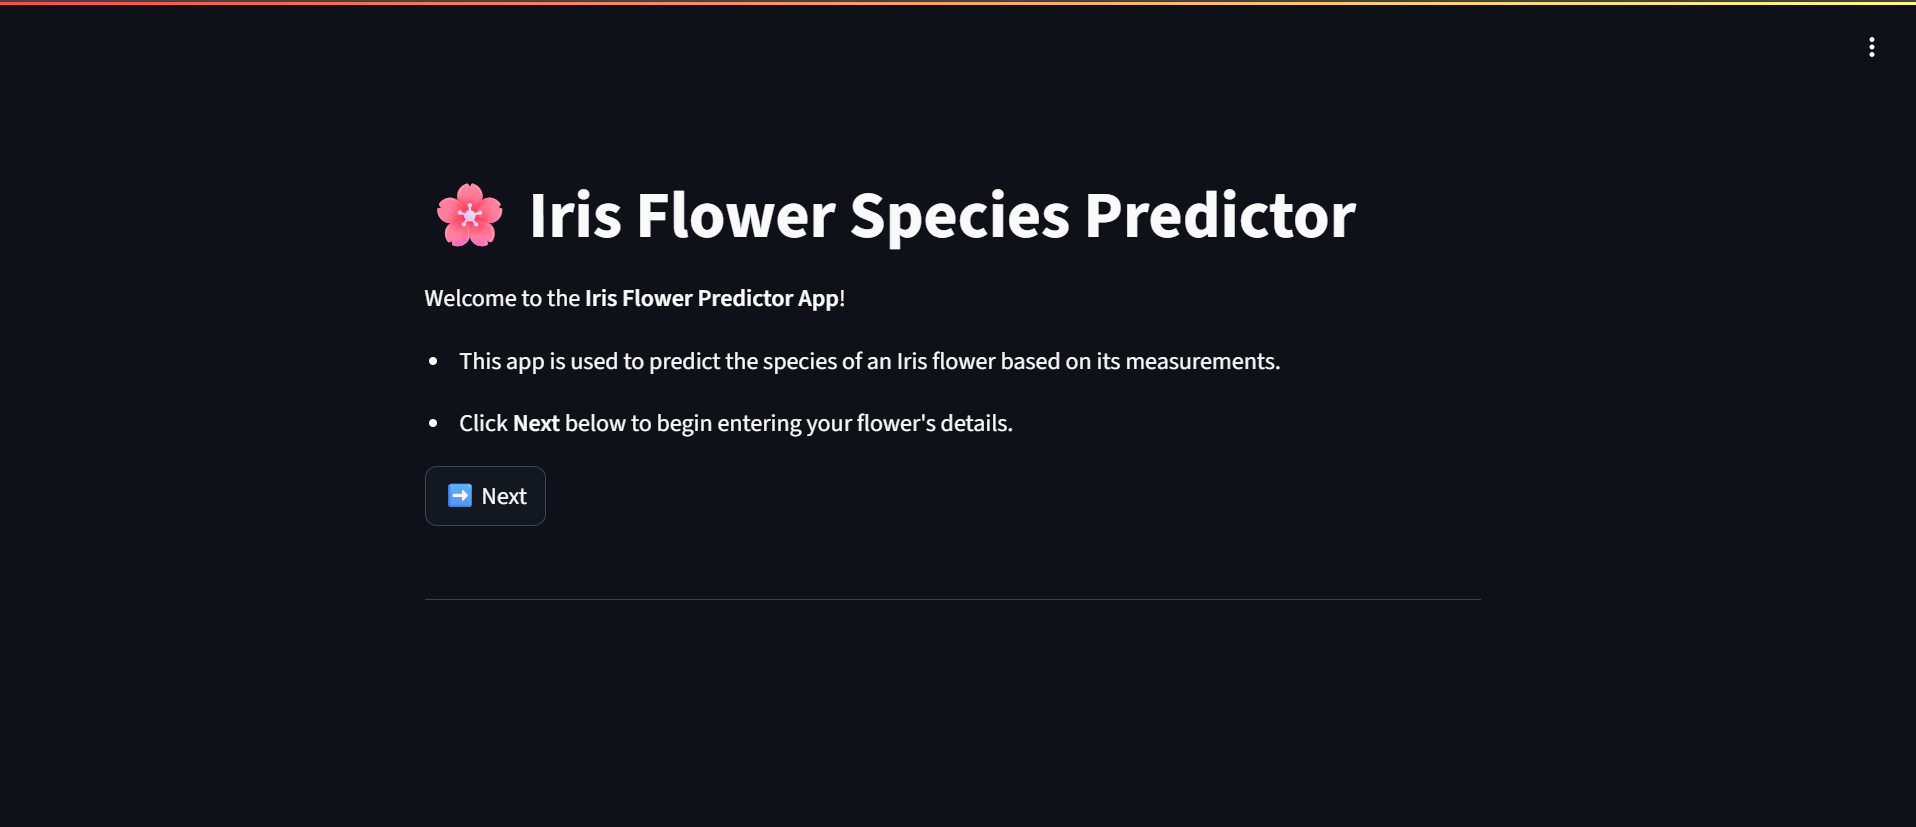 Iris Flower Species Predictor
Welcome to the Iris Flower Predictor App!
This app is used to predict the species of an Iris flower based on its measurements.
Click Next below to begin entering your flower's details.
Next